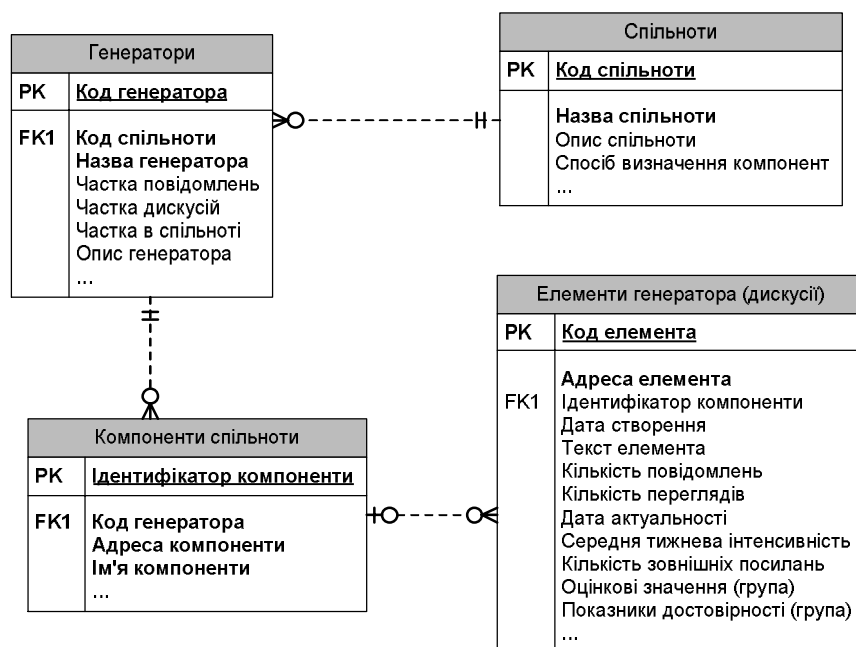 Генератори
PK Код генератора
FK1 Код спільноти
Назва генератора
Частка повідомлень
Частка дискусій
Частка в спільноті
Опис генератора
...
Спільноти
PK Код спільноти
Назва спільноти
Опис спільноти
Спосіб визначення компонент
...
Компоненти спільноти
PK Ідентифікатор компоненти
FK1 Код генератора
Адреса компоненти
Ім'я компоненти
...
Елементи генератора (дискусії)
PK Код елемента
Адреса елемента
FK1 Ідентифікатор компоненти
Дата створення
Текст елемента
Кількість повідомлень
Кількість переглядів
Дата актуальності
Середня тижнева інтенсивність
Кількість зовнішніх посилань
Оцінкові значення (група)
Показники достовірності (група)
...